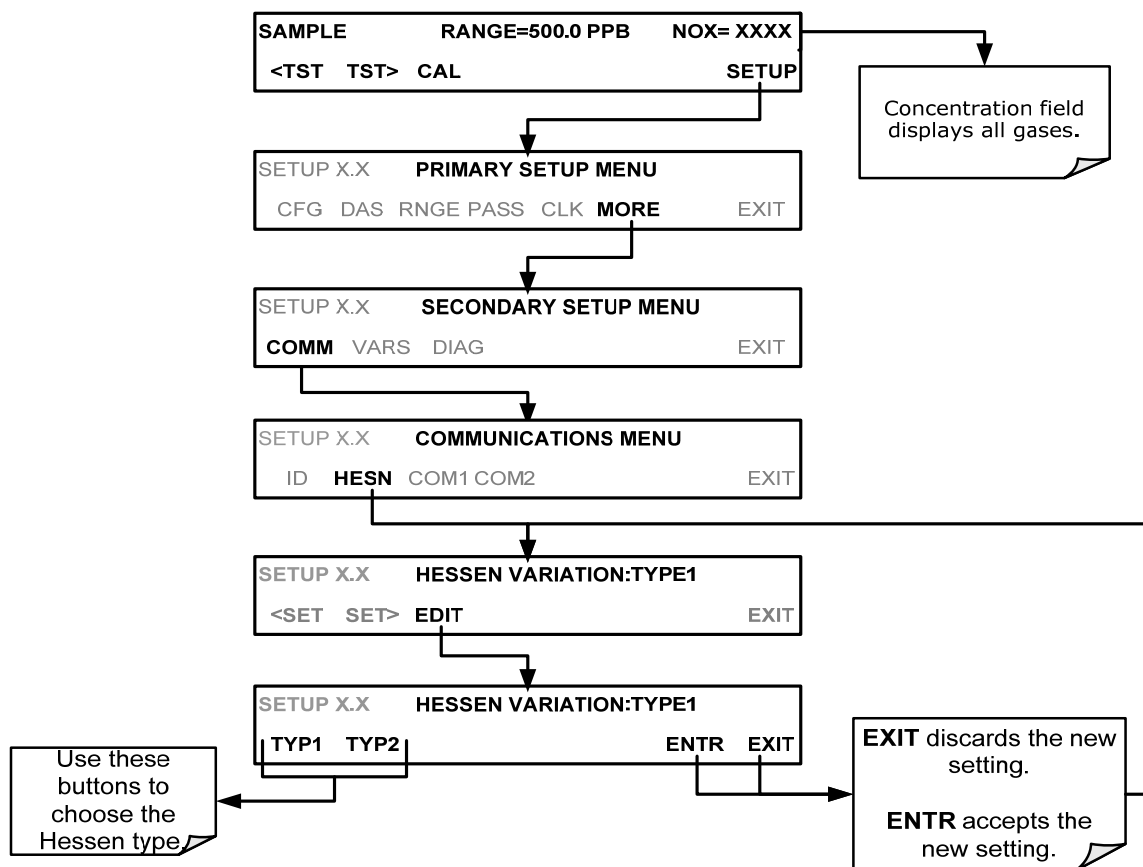 SAMPLE RANGE=500.0 PPB NOX= XXXX
<TST TST> CAL SETUP
Concentration field
displays all gases.
SETUP X.X PRIMARY SETUP MENU
CFG DAS RNGE PASS CLK MORE EXIT
SETUP X.X SECONDARY SETUP MENU
COMM VARS DIAG EXIT
SETUP X.X COMMUNICATIONS MENU
ID HESN COM1 COM2 EXIT
SETUP X.X HESSEN VARIATION:TYPE1
<SET SET> EDIT EXIT
SETUP X.X HESSEN VARIATION:TYPE1
TYP1 TYP2 ENTR EXIT
Use these
buttons to
choose the
Hessen type.
EXIT discards the new
setting.
ENTR accepts the
new setting.